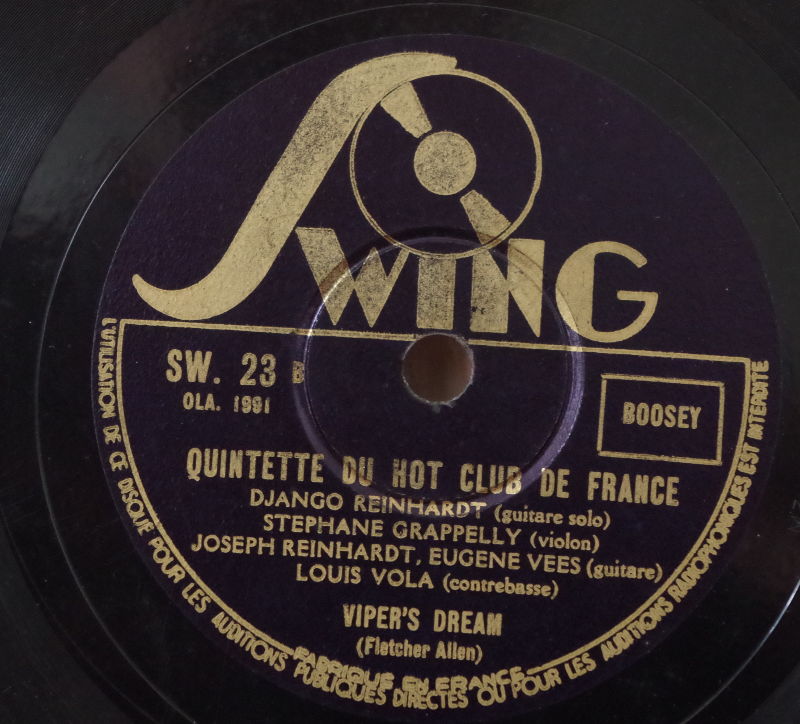 SWING
SW. 23 B
OLA. 1991
BOOSEY
QUINTETTE DU HOT CLUB DE FRANCE
DJANGO REINHARDT (guitare solo)
STEPHANE GRAPPELLY (violon)
JOSEPH REINHARDT, EUGENE VEES (guitare)
LOUIS VOLA (contrebasse)
VIPER'S DREAM
(Fletcher Allen)
FABRIQUE EN FRANCE
L'UTILISATION DE CE DISQUE POUR LES AUDITIONS PUBLIQUES DIRECTES OU POUR LES AUDITIONS RADIOPHONIQUES EST INTERDITE